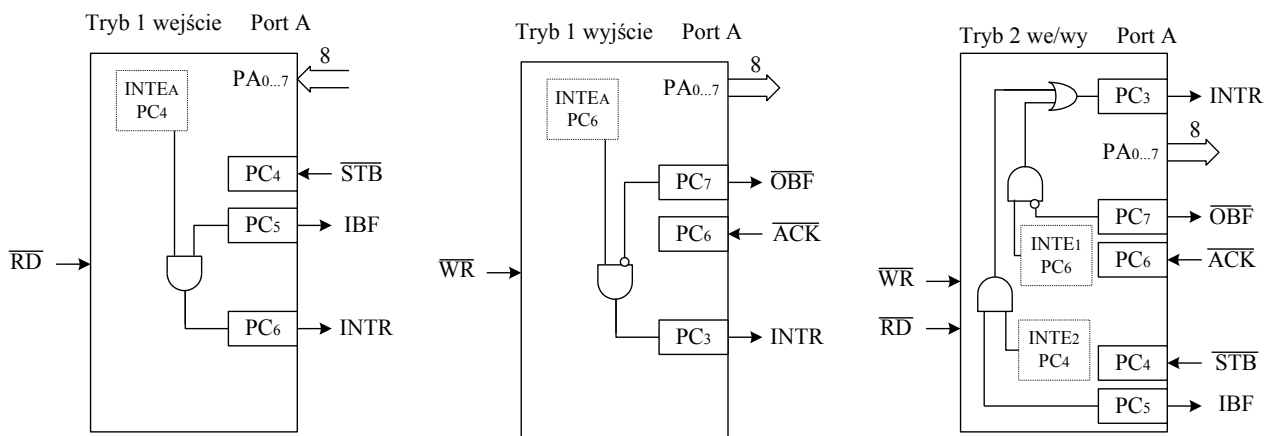 Tryb 1 wejście Port A
8
INTEA
PC4
PA0...7
PC4
STB
PC5
IBF
RD
PC6
INTR
Tryb 1 wyjście Port A
8
INTEA
PC6
PA0...7
PC7
OBF
PC6
ACK
WR
PC3
INTR
Tryb 2 we/wy Port A
PC3
INTR
8
PA0...7
PC7
OBF
INTE1
PC6
PC6
ACK
WR
RD
INTE2
PC4
PC4
STB
PC5
IBF